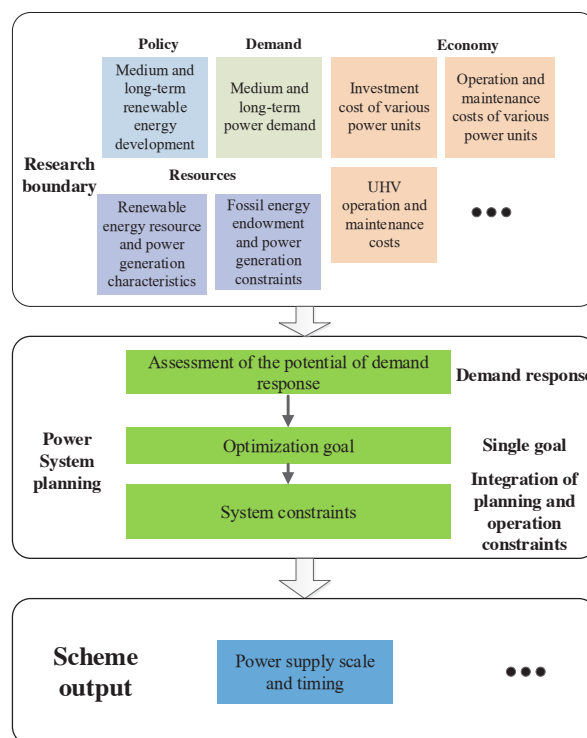 Policy
Demand
Economy
Medium and
long-term
renewable
energy
development
Medium and
long-term
power demand
Investment
cost of various
power units
Operation and
maintenance
costs of various
power units
Research
boundary
Resources
Renewable
energy resource
and power
generation
characteristics
Fossil energy
endowment
and power
generation
constraints
UHV
operation and
maintenance
costs
Power
System
planning
Assessment of the potential of demand
response
Demand response
Optimization goal
Single goal
System constraints
Integration of
planning and
operation
constraints
Scheme
output
Power supply scale
and timing